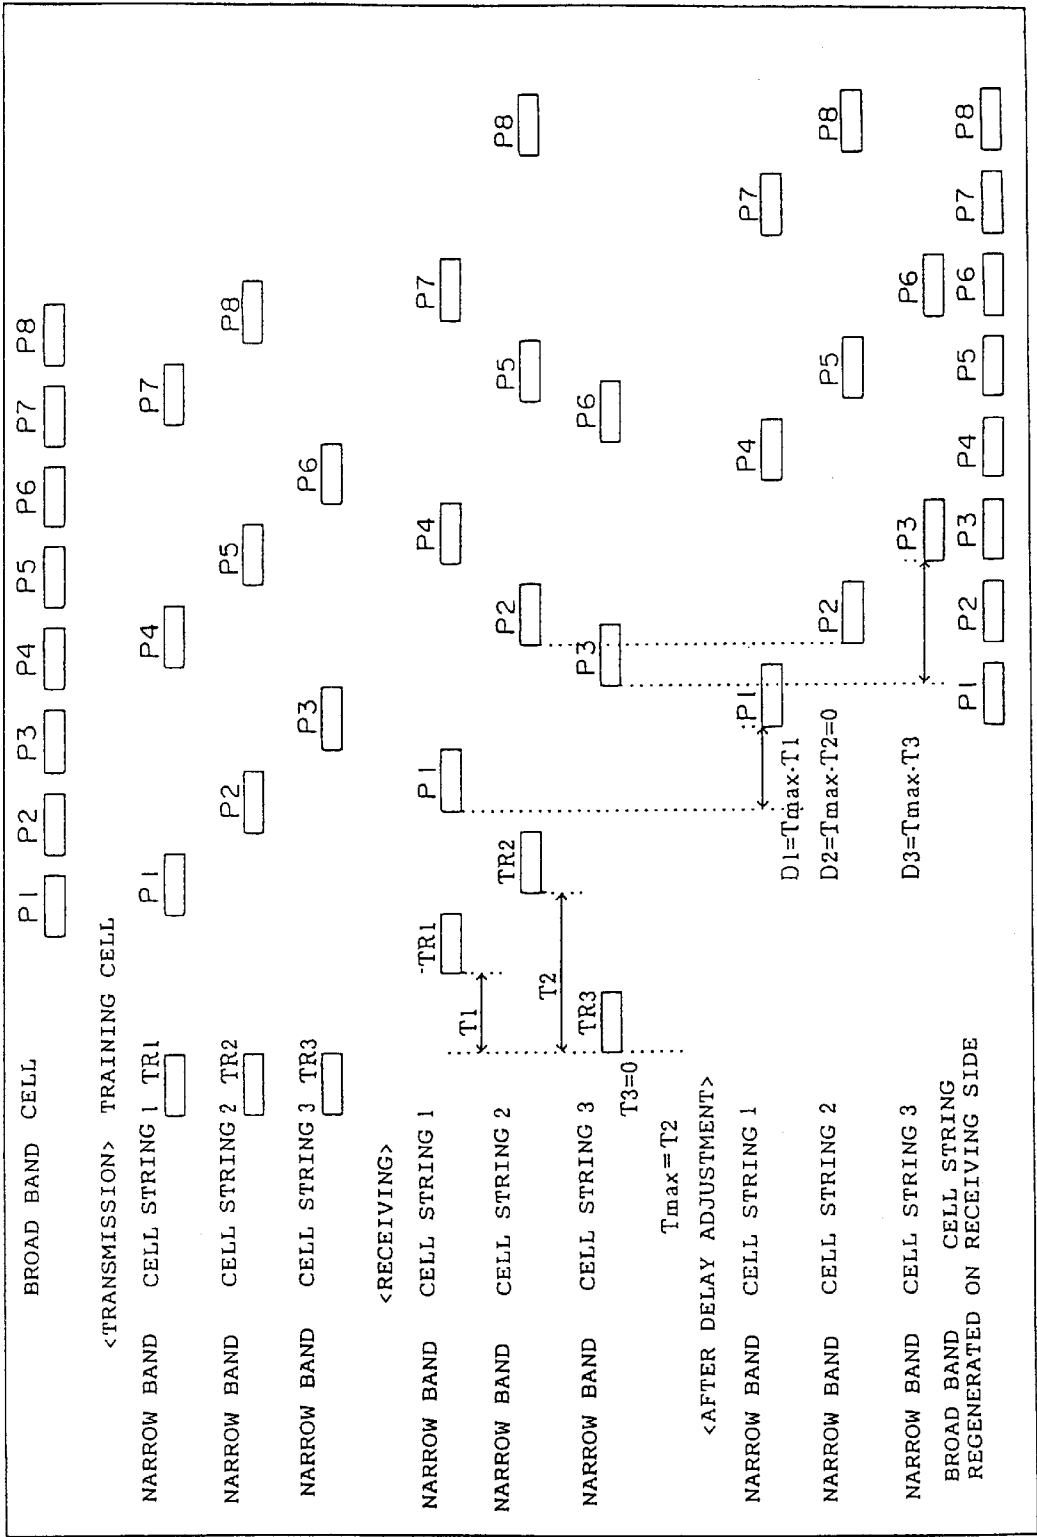 BROAD BAND CELL P1 P2 P3 P4 P5 P6 P7 P8
<TRANSMISSION> TRAINING CELL
NARROW BAND CELL STRING 1 TR1 P1 P4 P7
NARROW BAND CELL STRING 2 TR2 P2 P5 P8
NARROW BAND CELL STRING 3 TR3 P3 P6
<RECEIVING>
NARROW BAND CELL STRING 1 TR1 P1 P4 P7
T1
NARROW BAND CELL STRING 2 TR2 P2 P5 P8
T2
NARROW BAND CELL STRING 3 TR3 P3 P6
T3=0
Tmax=T2
<AFTER DELAY ADJUSTMENT>
NARROW BAND CELL STRING 1 P1 P4 P7
D1=Tmax-T1
NARROW BAND CELL STRING 2 P2 P5 P8
D2=Tmax-T2=0
NARROW BAND CELL STRING 3 P3 P6
D3=Tmax-T3
BROAD BAND CELL STRING P1 P2 P3 P4 P5 P6 P7 P8
REGENERATED ON RECEIVING SIDE